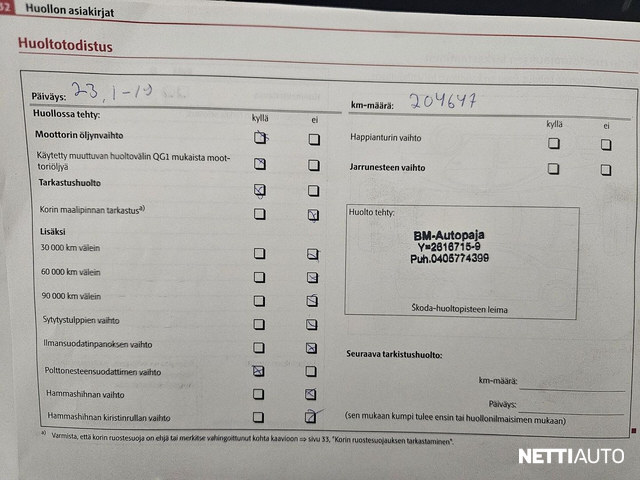 32 Huollon asiakirjat
Huoltotodistus
Päiväys: 23.1-19
km-määrä: 204647
Huollossa tehty: kyllä ei
Moottorin öljynvaihto
Käytetty muuttuvan huoltovälin QG1 mukaista moot-
toriöljyä
Tarkastushuolto
Korin maalipinnan tarkastus a)
Lisäksi
30 000 km välein
60 000 km välein
90 000 km välein
Sytytystulppien vaihto
Ilmansuodatinpanoksen vaihto
Polttonesteensuodattimen vaihto
Hammashihnan vaihto
Hammashihnan kiristinrullan vaihto
kyllä ei
Happianturin vaihto
Jarrunesteen vaihto
Huolto tehty:
BM-Autopaja
Y=2616715-9
Puh.0405774399
Škoda-huoltopisteen leima
Seuraava tarkistushuolto:
km-määrä:
Päiväys:
(sen mukaan kumpi tulee ensin tai huollonilmaisimen mukaan)
a) Varmista, että korin ruostesuoja on ehjä tai merkitse vahingoittunut kohta kaavioon ⇒ sivu 33, "Korin ruostesuojauksen tarkastaminen".
NETTIAUTO